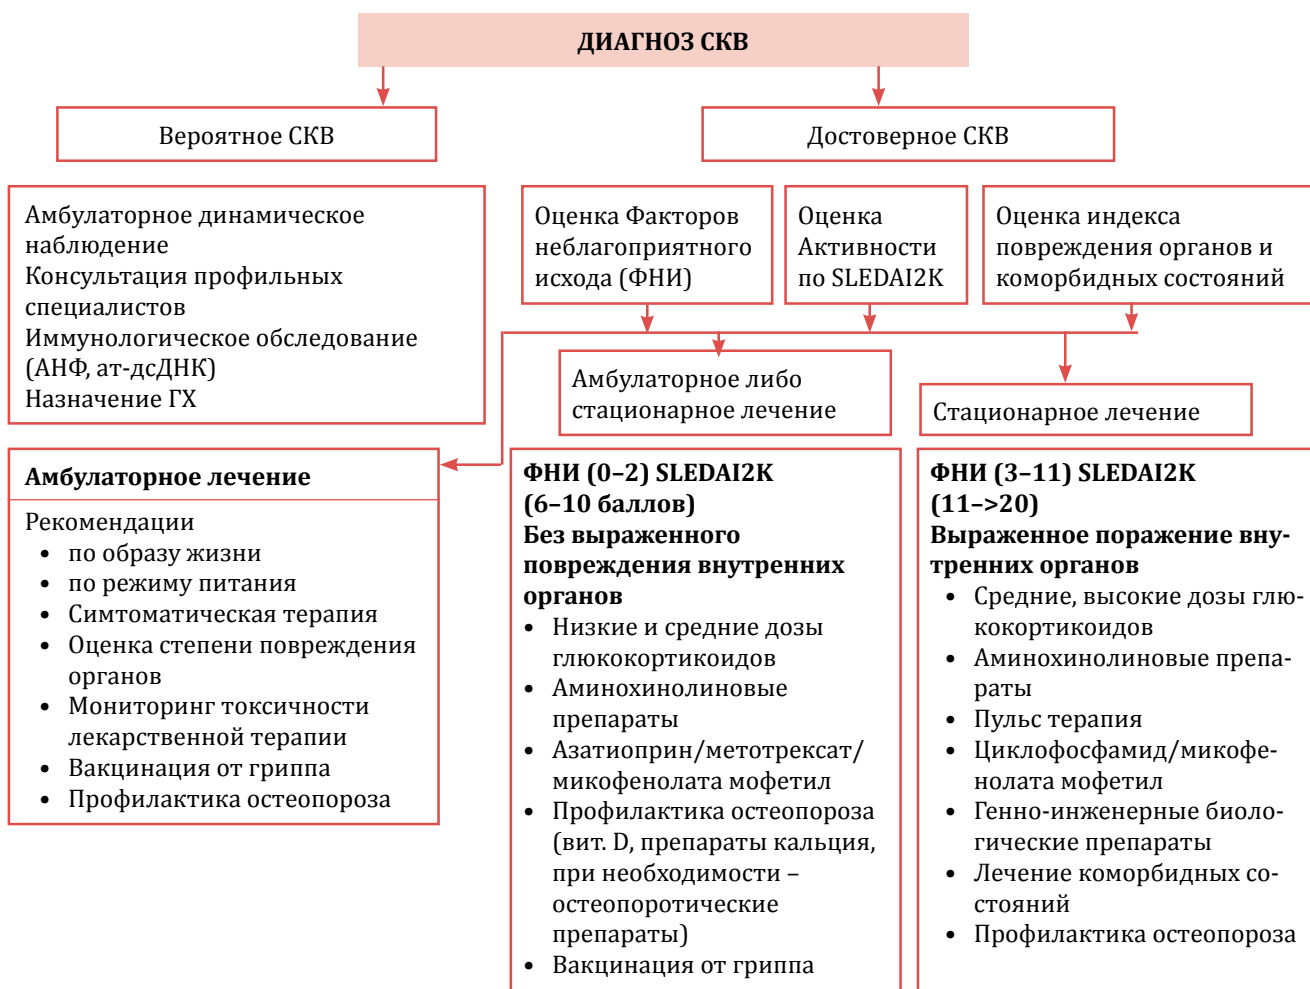 ДИАГНОЗ СКВ
Вероятное СКВ
Достоверное СКВ
Амбулаторное динамическое
наблюдение
Консультация профильных
специалистов
Иммунологическое обследование
(АНФ, ат-дсДНК)
Назначение ГХ
Оценка Факторов
неблагоприятного
исхода (ФНИ)
Оценка
Активности
по SLEDAI2K
Оценка индекса
повреждения органов и
коморбидных состояний
Амбулаторное либо
стационарное лечение
Стационарное лечение
Амбулаторное лечение
Рекомендации
• по образу жизни
• по режиму питания
• Симтоматическая терапия
• Оценка степени повреждения
органов
• Мониторинг токсичности
лекарственной терапии
• Вакцинация от гриппа
• Профилактика остеопороза
ФНИ (0–2) SLEDAI2K
(6–10 баллов)
Без выраженного
повреждения внутренних
органов
• Низкие и средние дозы
глюкокортикоидов
• Аминохинолиновые
препараты
• Азатиоприн/метотрексат/
микофенолата мофетил
• Профилактика остеопороза
(вит. D, препараты кальция,
при необходимости –
остеопоротические
препараты)
• Вакцинация от гриппа
ФНИ (3–11) SLEDAI2K
(11–>20)
Выраженное поражение вну-
тренних органов
• Средние, высокие дозы глю-
кокортикоидов
• Аминохинолиновые препа-
раты
• Пульс терапия
• Циклофосфамид/микофе-
нолата мофетил
• Генно-инженерные биоло-
гические препараты
• Лечение коморбидных со-
стояний
• Профилактика остеопороза